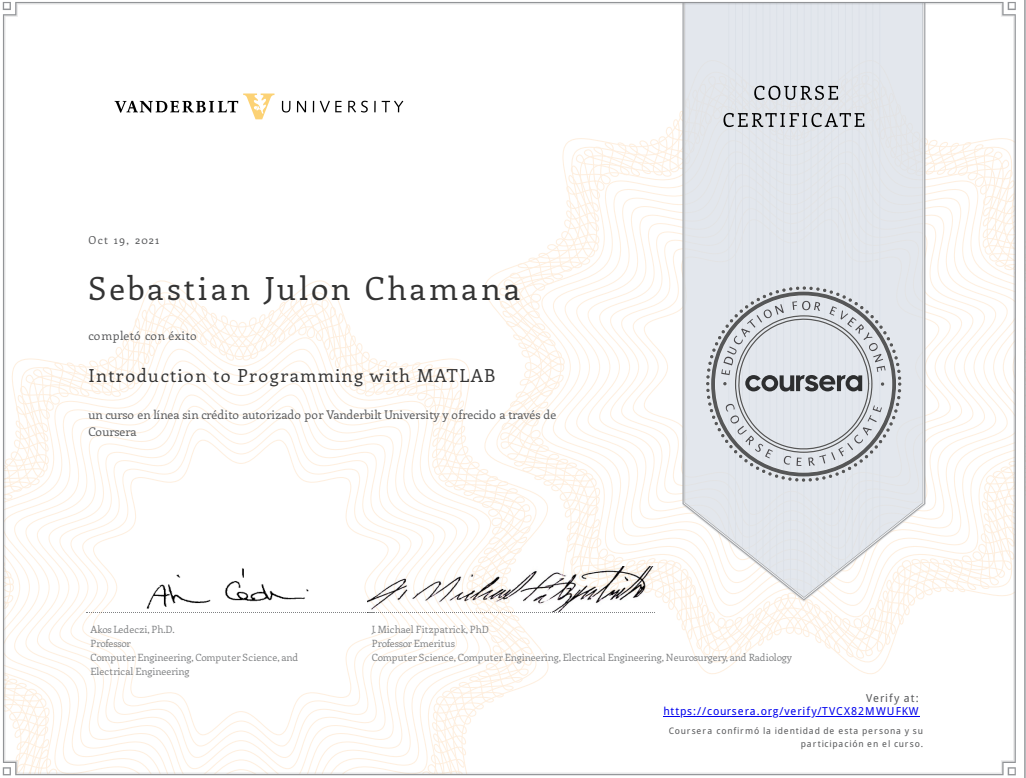 VANDERBILT UNIVERSITY
COURSE
CERTIFICATE
Oct 19, 2021
Sebastian Julon Chamana
completó con éxito
Introduction to Programming with MATLAB
un curso en línea sin crédito autorizado por Vanderbilt University y ofrecido a través de
Coursera
EDUCATION FOR EVERYONE
coursera
COURSE CERTIFICATE
Akos Ledeczi, Ph.D.
Professor
Computer Engineering, Computer Science, and
Electrical Engineering
J. Michael Fitzpatrick
J. Michael Fitzpatrick, PhD
Professor Emeritus
Computer Science, Computer Engineering, Electrical Engineering, Neurosurgery, and Radiology
Verify at:
https://coursera.org/verify/TVCX82MWUFKW
Coursera confirmó la identidad de esta persona y su
participación en el curso.